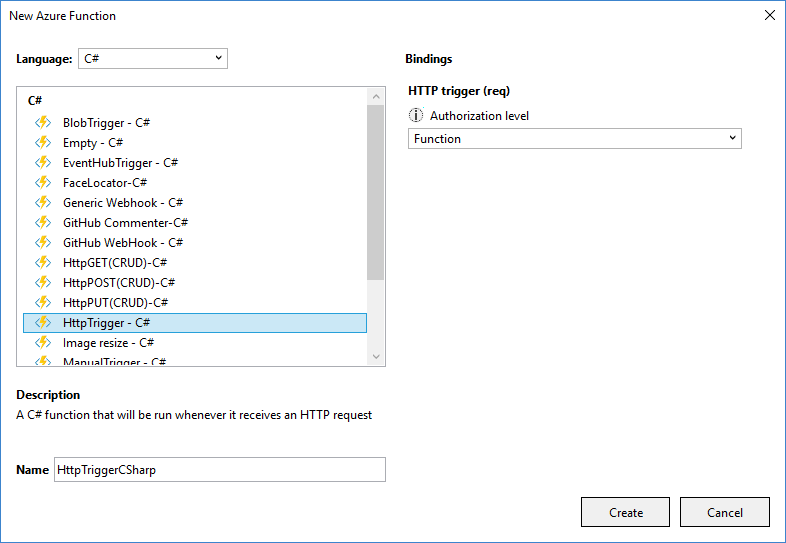 New Azure Function
Language: C#
C#
BlobTrigger - C#
Empty - C#
EventHubTrigger - C#
FaceLocator-C#
Generic Webhook - C#
GitHub Commenter-C#
GitHub WebHook - C#
HttpGET(CRUD)-C#
HttpPOST(CRUD)-C#
HttpPUT(CRUD)-C#
HttpTrigger - C#
Image resize - C#
ManualTrigger - C#
Description
A C# function that will be run whenever it receives an HTTP request
Name HttpTriggerCSharp
Bindings
HTTP trigger (req)
Authorization level
Function
Create Cancel